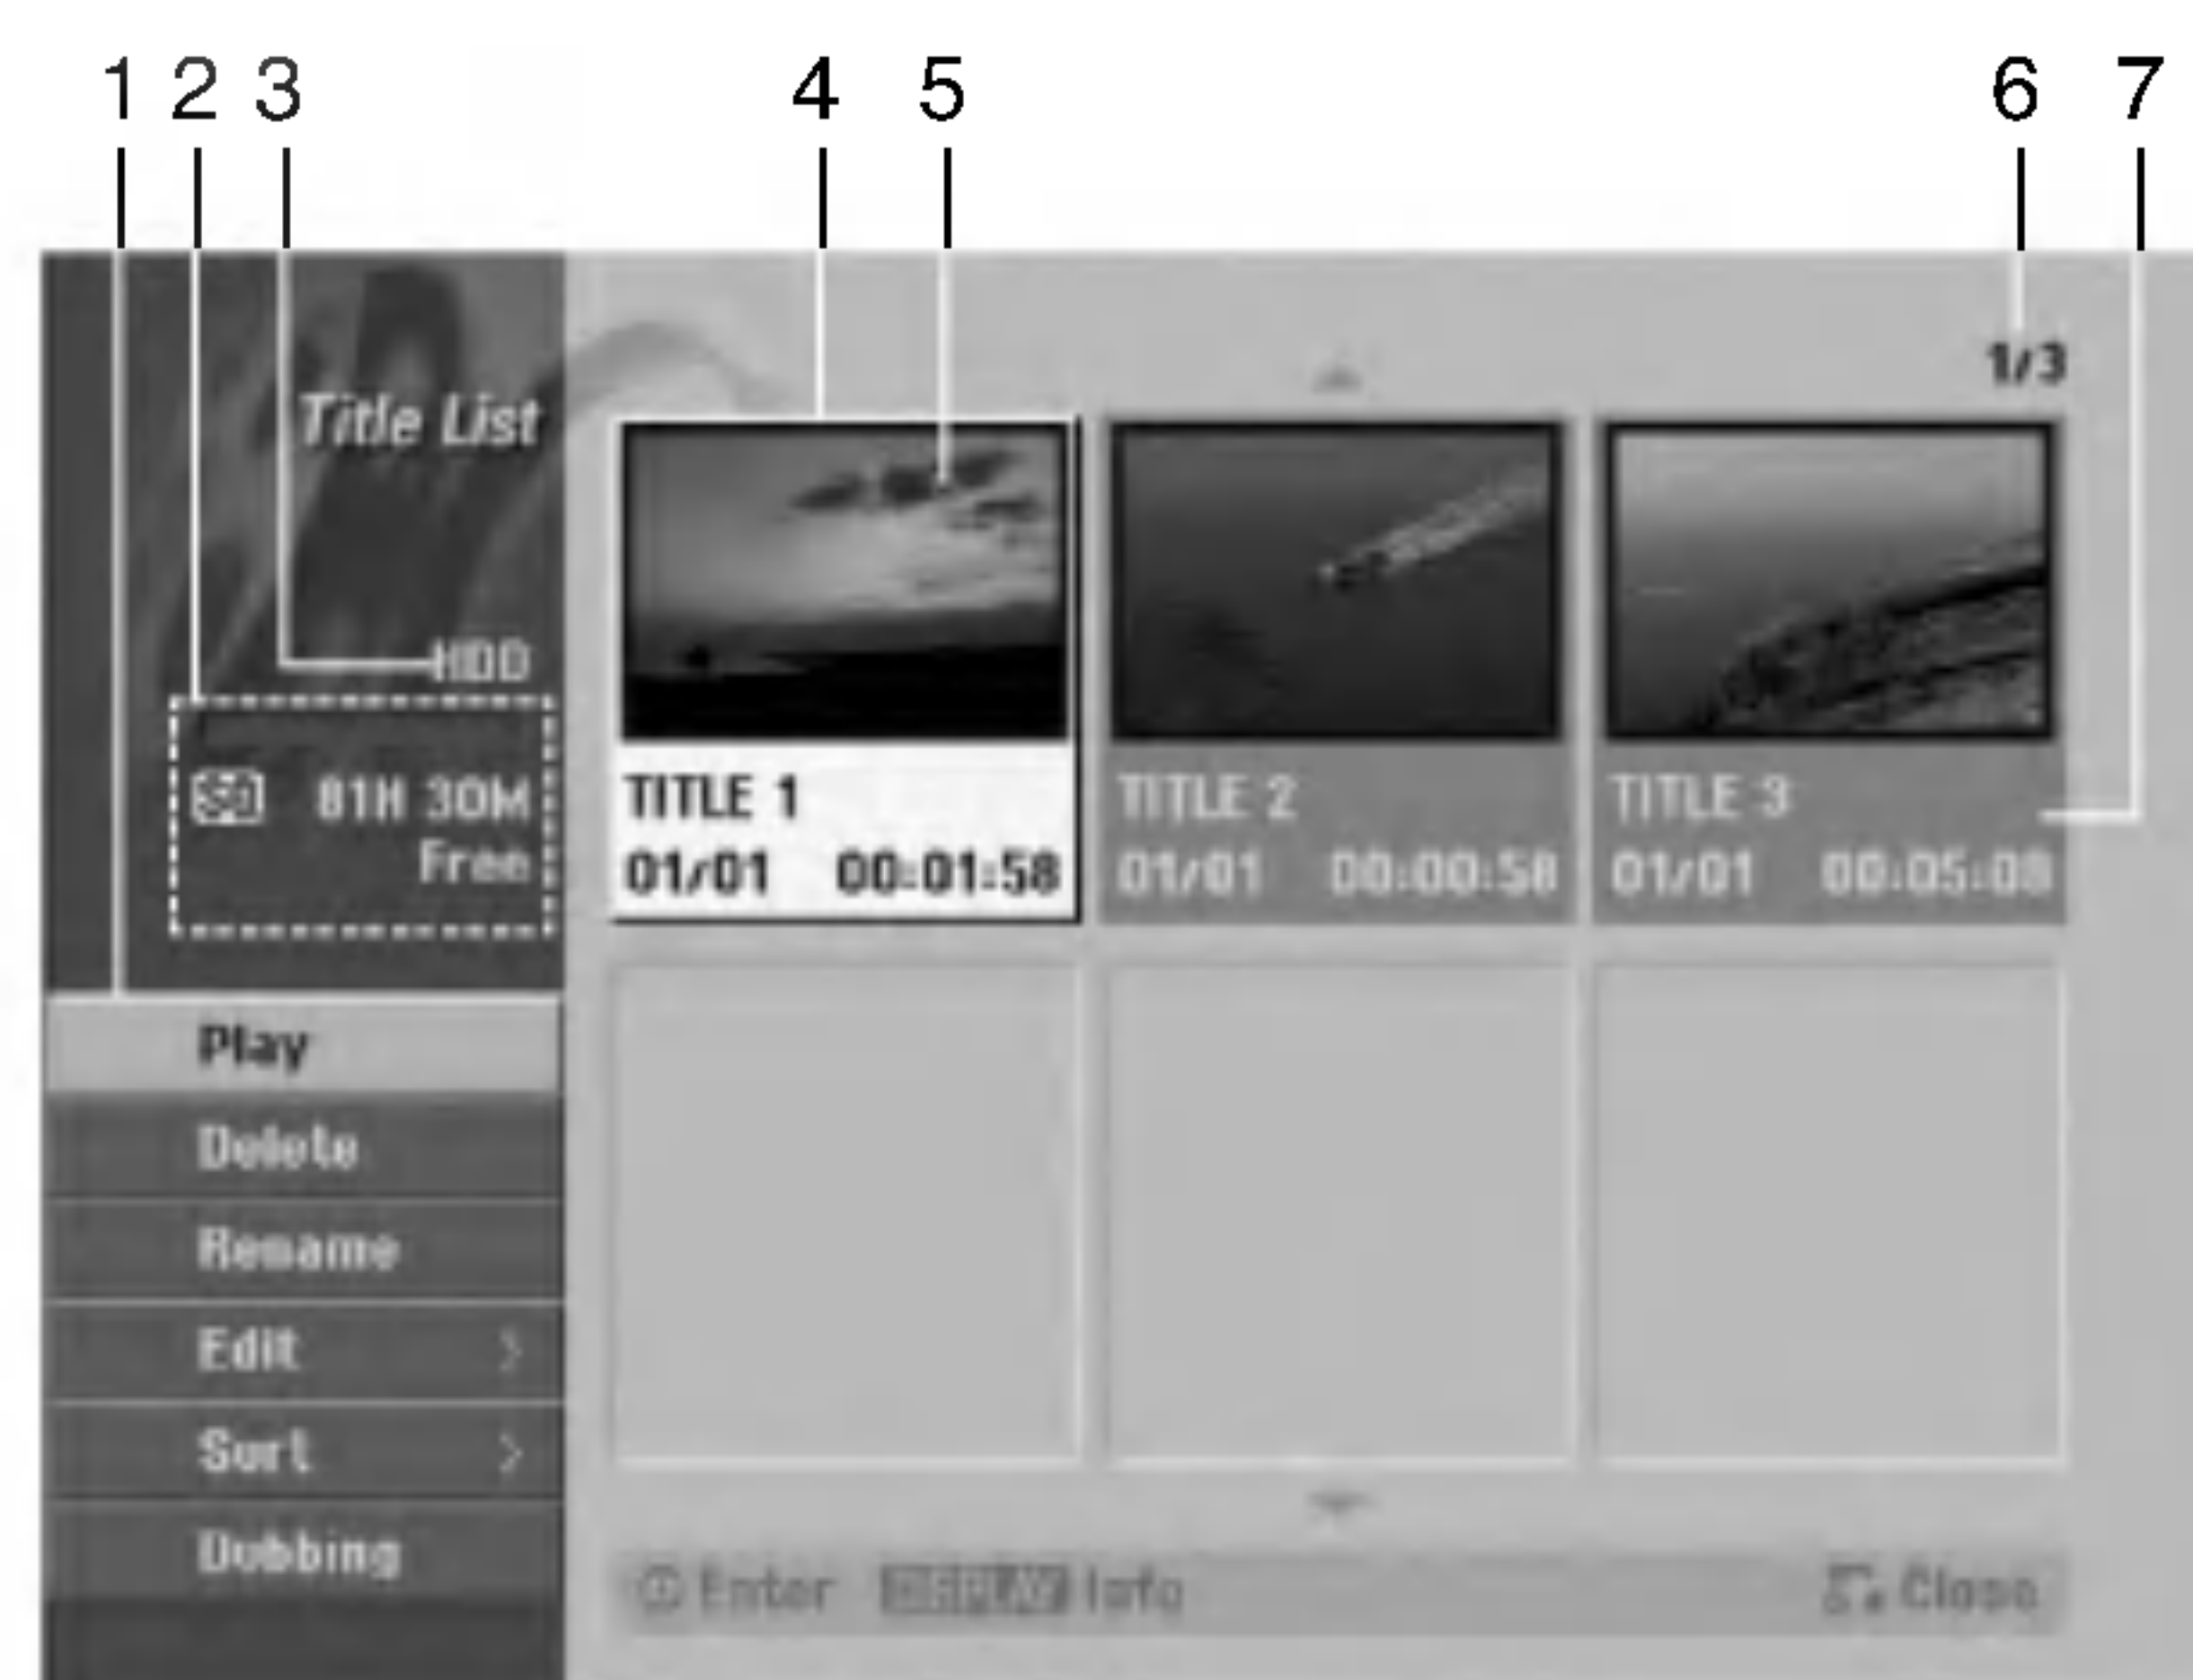 1 2 3 4 5 6 7
1/3
Title List
HDD
SQ 81H 30M
Free
TITLE 1
01/01 00:01:58
TITLE 2
01/01 00:00:58
TITLE 3
01/01 00:05:08
Play
Delete
Rename
Edit >
Sort >
Dubbing
Enter DISPLAY Info Close